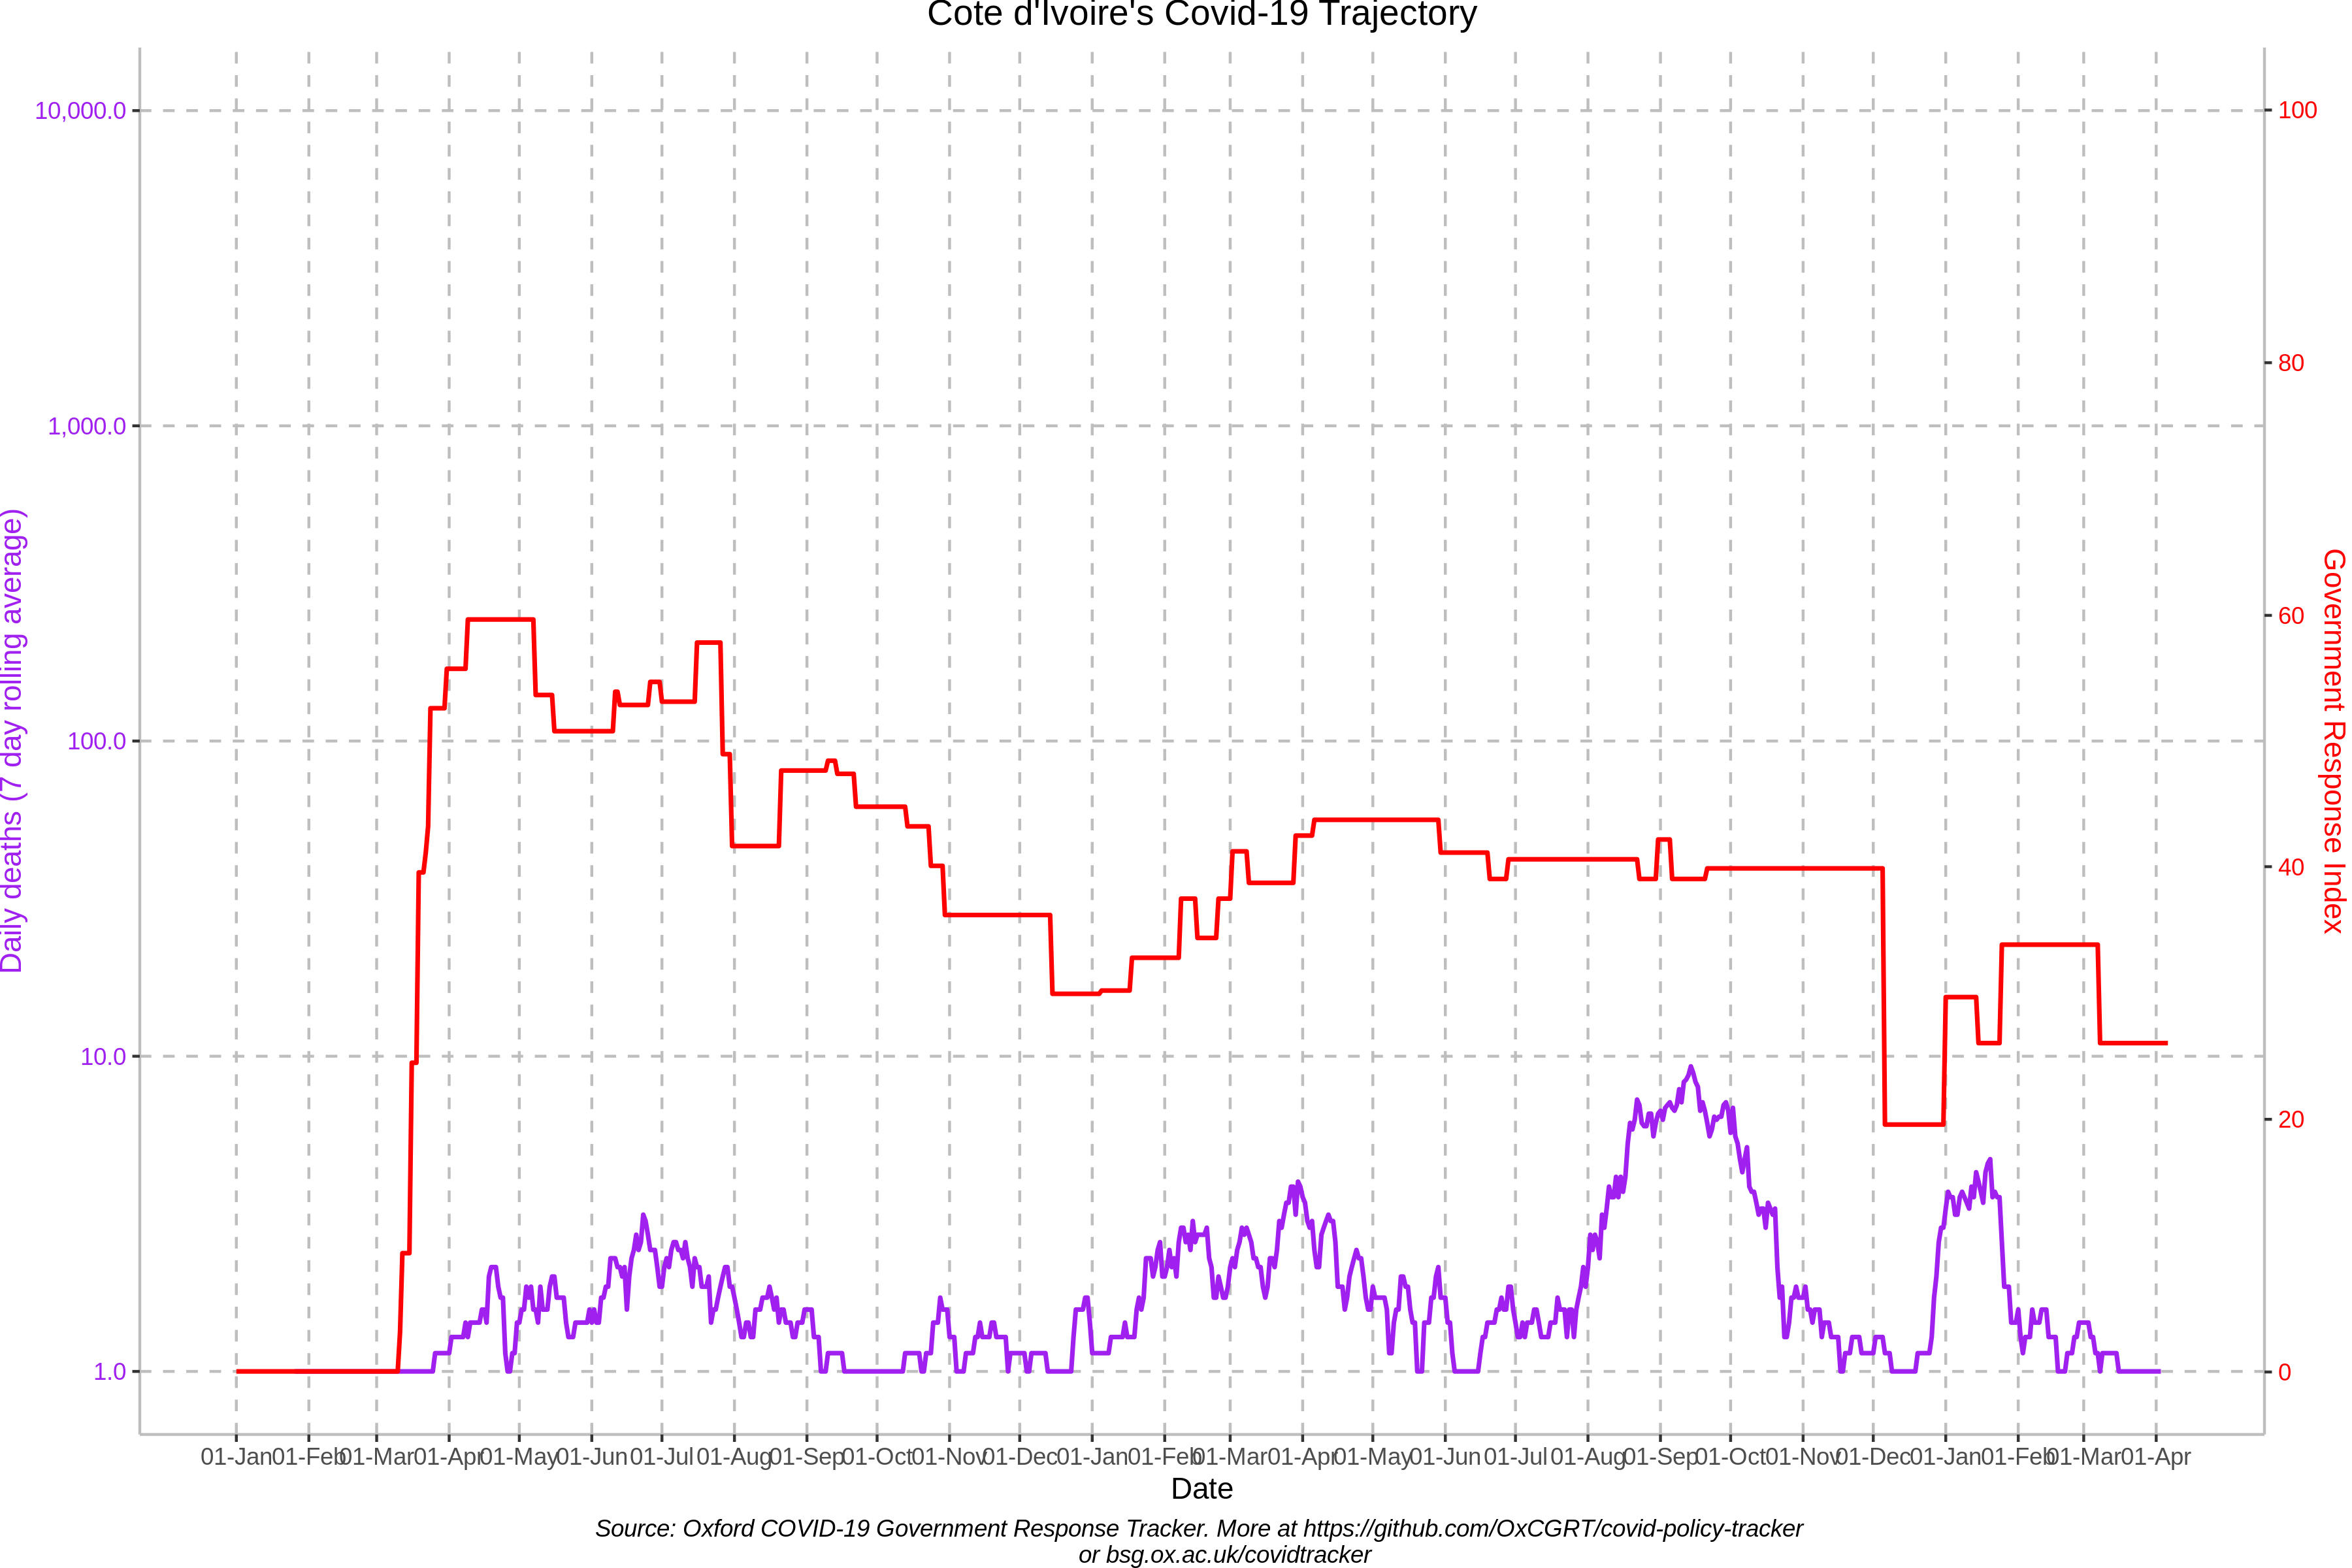 Cote d'Ivoire's Covid-19 Trajectory
10,000.0
1,000.0
100.0
10.0
1.0
Daily deaths (7 day rolling average)
100
80
60
40
20
0
Government Response Index
01-Jan 01-Feb 01-Mar 01-Apr 01-May 01-Jun 01-Jul 01-Aug 01-Sep 01-Oct 01-Nov 01-Dec 01-Jan 01-Feb 01-Mar 01-Apr 01-May 01-Jun 01-Jul 01-Aug 01-Sep 01-Oct 01-Nov 01-Dec 01-Jan 01-Feb 01-Mar 01-Apr
Date
Source: Oxford COVID-19 Government Response Tracker. More at https://github.com/OxCGRT/covid-policy-tracker
or bsg.ox.ac.uk/covidtracker